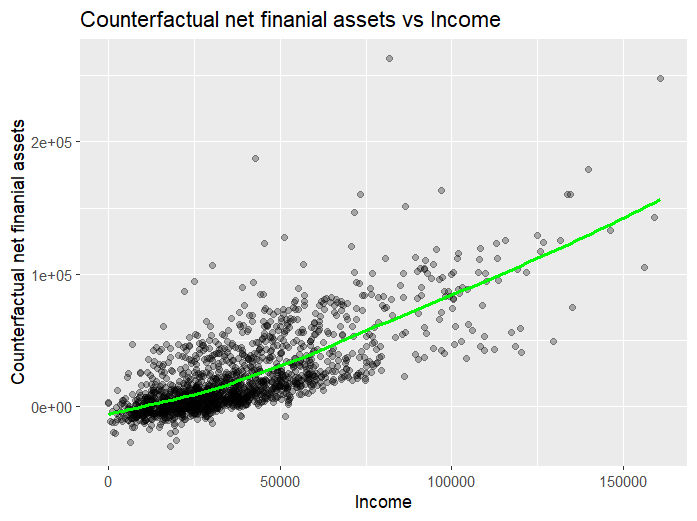 Counterfactual net finanial assets vs Income
Counterfactual net finanial assets
2e+05
1e+05
0e+00
0
50000
100000
150000
Income